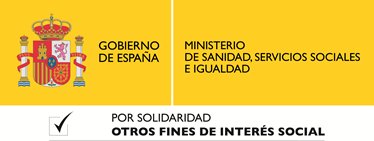 GOBIERNO
DE ESPAÑA
MINISTERIO
DE SANIDAD, SERVICIOS SOCIALES
E IGUALDAD
POR SOLIDARIDAD
OTROS FINES DE INTERÉS SOCIAL